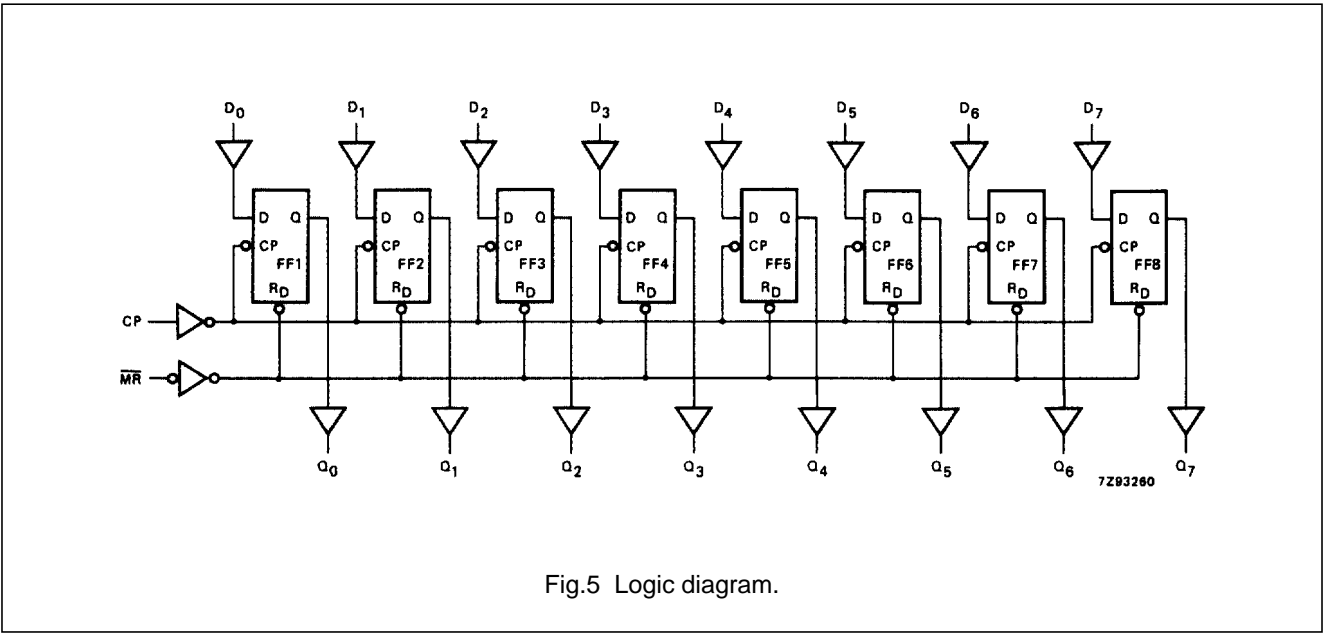 D0 D1 D2 D3 D4 D5 D6 D7
D Q D Q D Q D Q D Q D Q D Q D Q
CP CP CP CP CP CP CP CP
FF1 FF2 FF3 FF4 FF5 FF6 FF7 FF8
RD RD RD RD RD RD RD RD
CP
M̅R̅
Q0 Q1 Q2 Q3 Q4 Q5 Q6 Q7
7Z93260
Fig.5 Logic diagram.